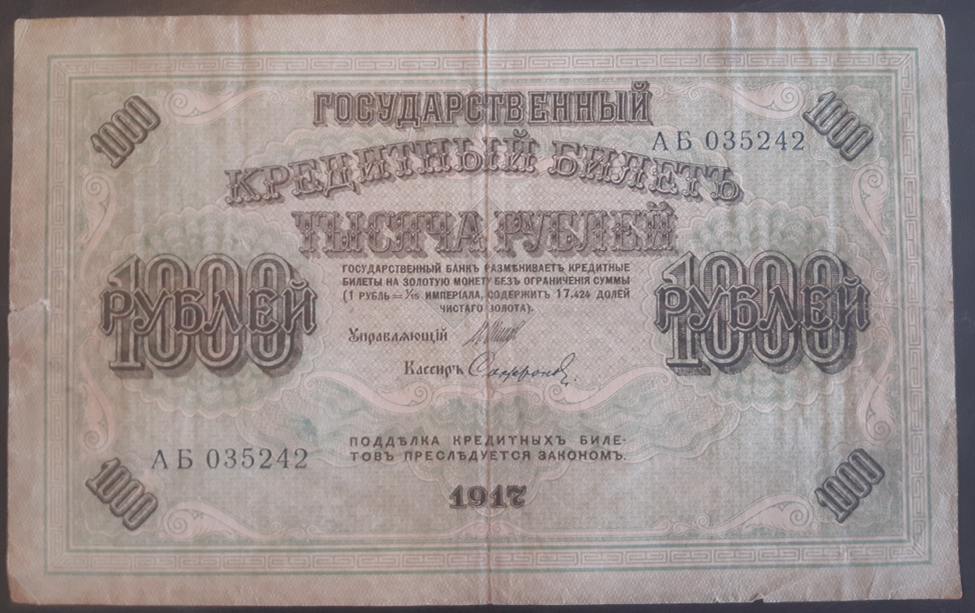 1000
1000
ГОСУДАРСТВЕННЫЙ
АБ 035242
КРЕДИТНЫЙ БИЛЕТЪ
ТЫСЯЧА РУБЛЕЙ
1000
РУБЛЕЙ
1000
РУБЛЕЙ
ГОСУДАРСТВЕННЫЙ БАНКЪ РАЗМѢНИВАЕТЪ КРЕДИТНЫЕ
БИЛЕТЫ НА ЗОЛОТУЮ МОНЕТУ БЕЗЪ ОГРАНИЧЕНІЯ СУММЫ
(1 РУБЛЬ = 1/15 ИМПЕРІАЛА, СОДЕРЖИТЪ 17.424 ДОЛЕЙ
ЧИСТАГО ЗОЛОТА).
Управляющій
Кассиръ Сафронов
ПОДДѢЛКА КРЕДИТНЫХЪ БИЛЕ-
ТОВЪ ПРЕСЛѢДУЕТСЯ ЗАКОНОМЪ.
АБ 035242
1917
1000
1000